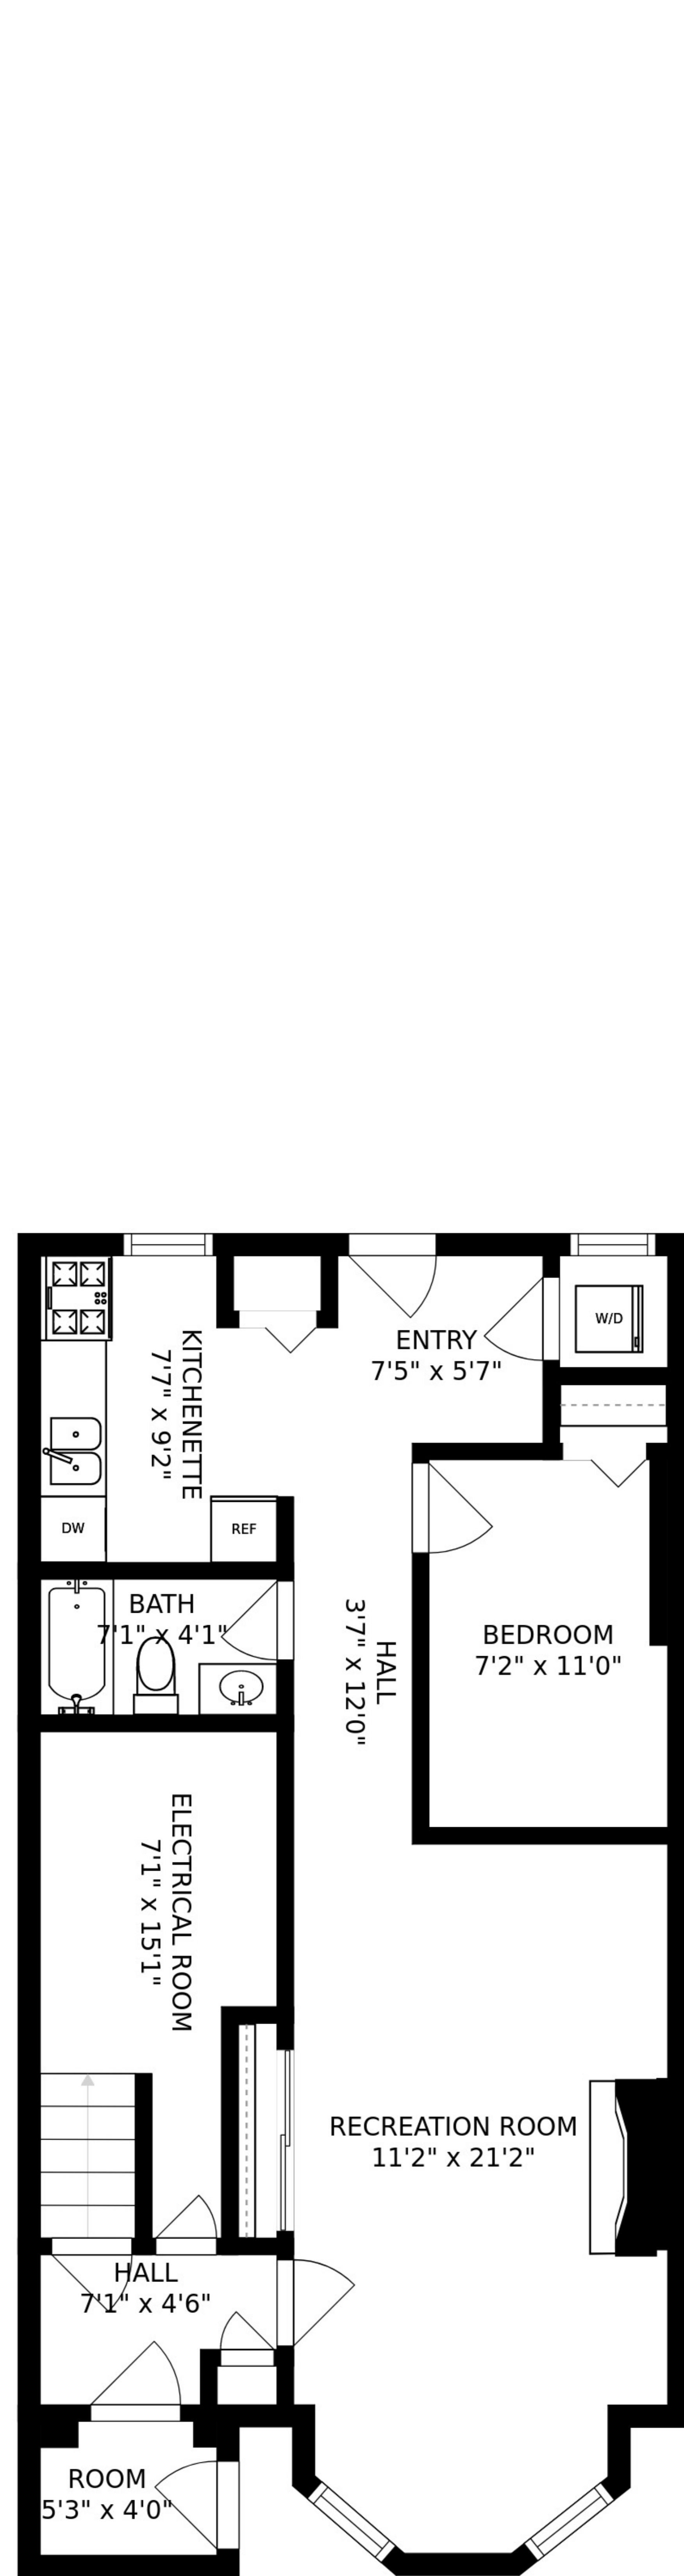 W/D
ENTRY
7'5" x 5'7"
KITCHENETTE
7'7" x 9'2"
DW
REF
BATH
7'1" x 4'1"
HALL
3'7" x 12'0"
BEDROOM
7'2" x 11'0"
ELECTRICAL ROOM
7'1" x 15'1"
RECREATION ROOM
11'2" x 21'2"
HALL
7'1" x 4'6"
ROOM
5'3" x 4'0"